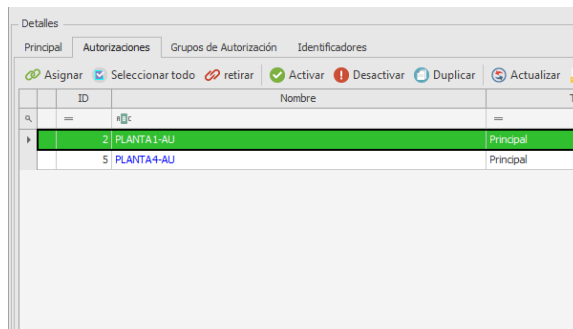 Detalles
Principal Autorizaciones Grupos de Autorización Identificadores
Asignar Seleccionar todo retirar Activar Desactivar Duplicar Actualizar
ID Nombre T
= =
2 PLANTA1-AU Principal
5 PLANTA4-AU Principal